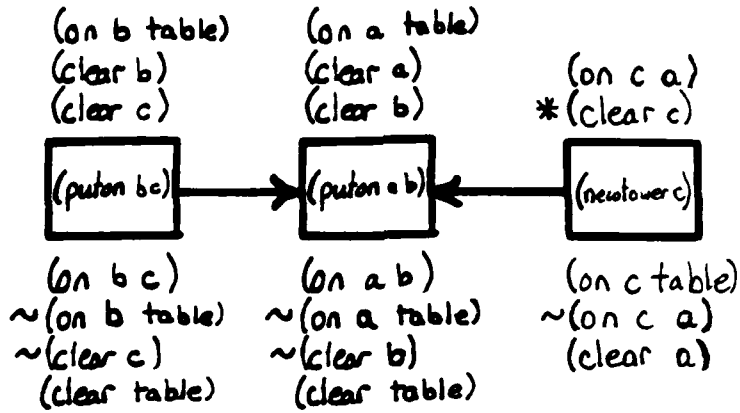 (on b table)
(clear b)
(clear c)
(puton b c)
(on b c)
~(on b table)
~(clear c)
(clear table)
(on a table)
(clear a)
(clear b)
(puton a b)
(on a b)
~(on a table)
~(clear b)
(clear table)
(on c a)
*(clear c)
(newtower c)
(on c table)
~(on c a)
(clear a)